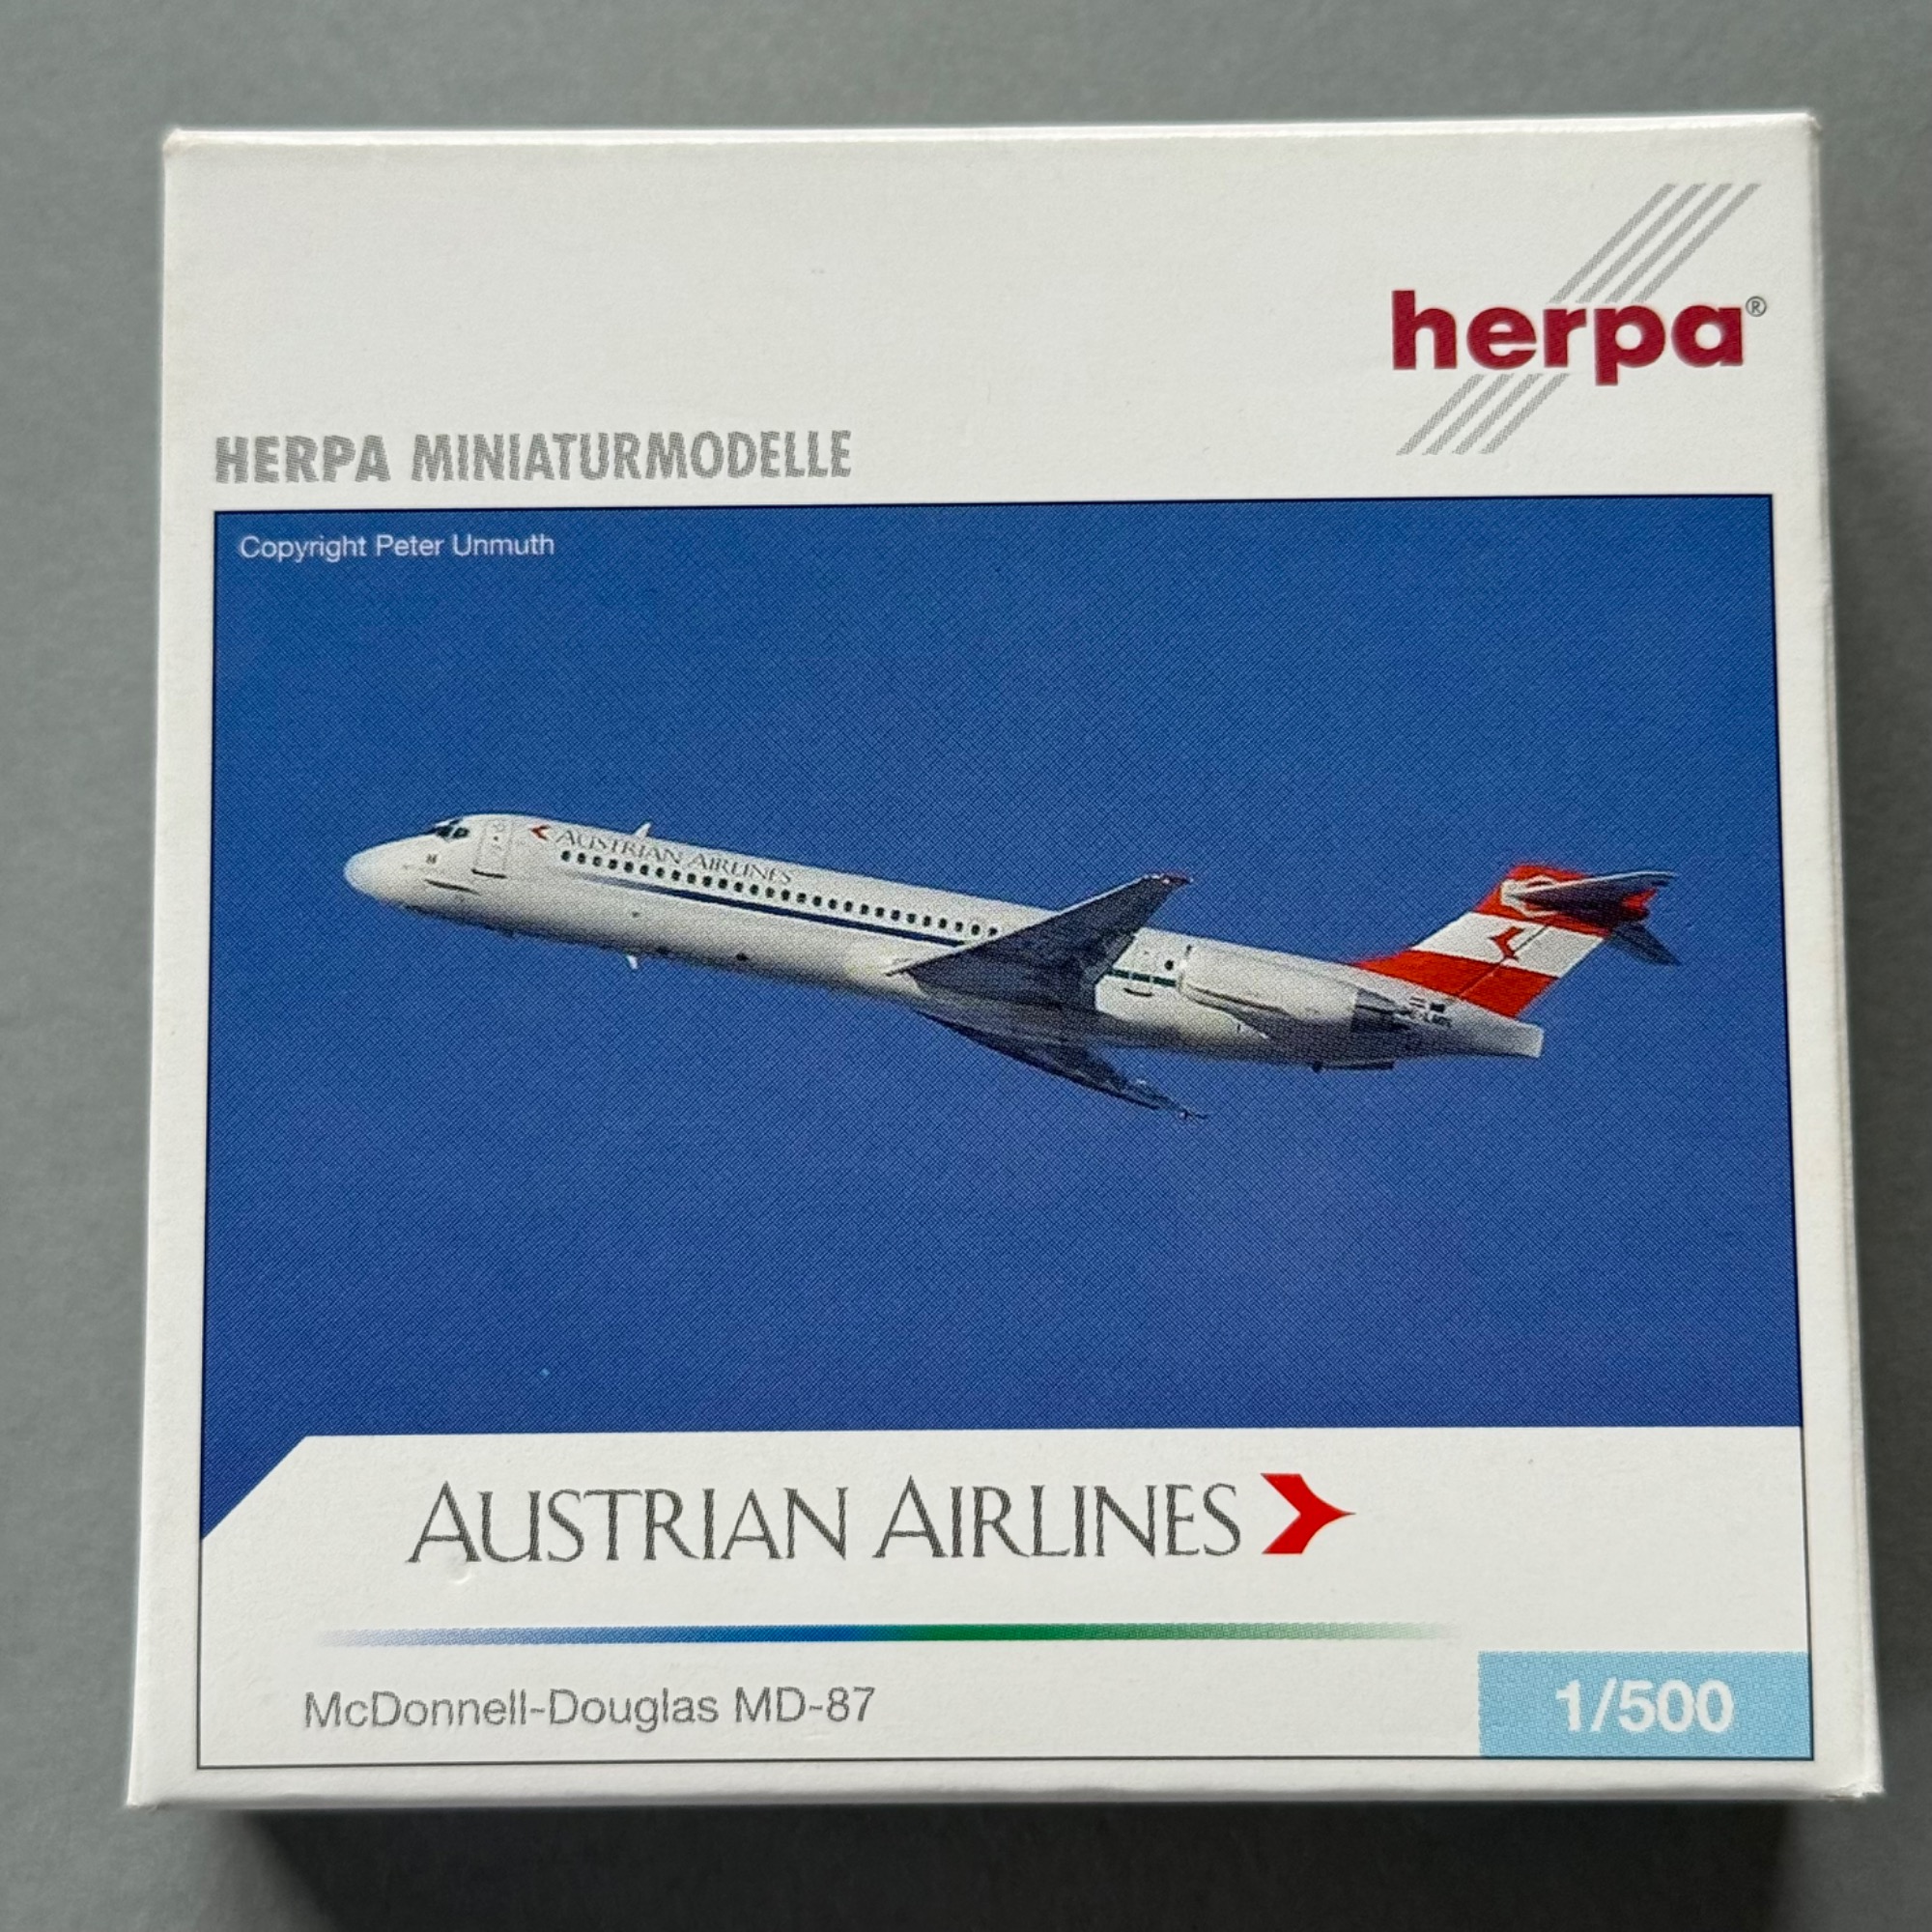 herpa®
HERPA MINIATURMODELLE
Copyright Peter Unmuth
AUSTRIAN AIRLINES
AUSTRIAN AIRLINES
McDonnell-Douglas MD-87
1/500